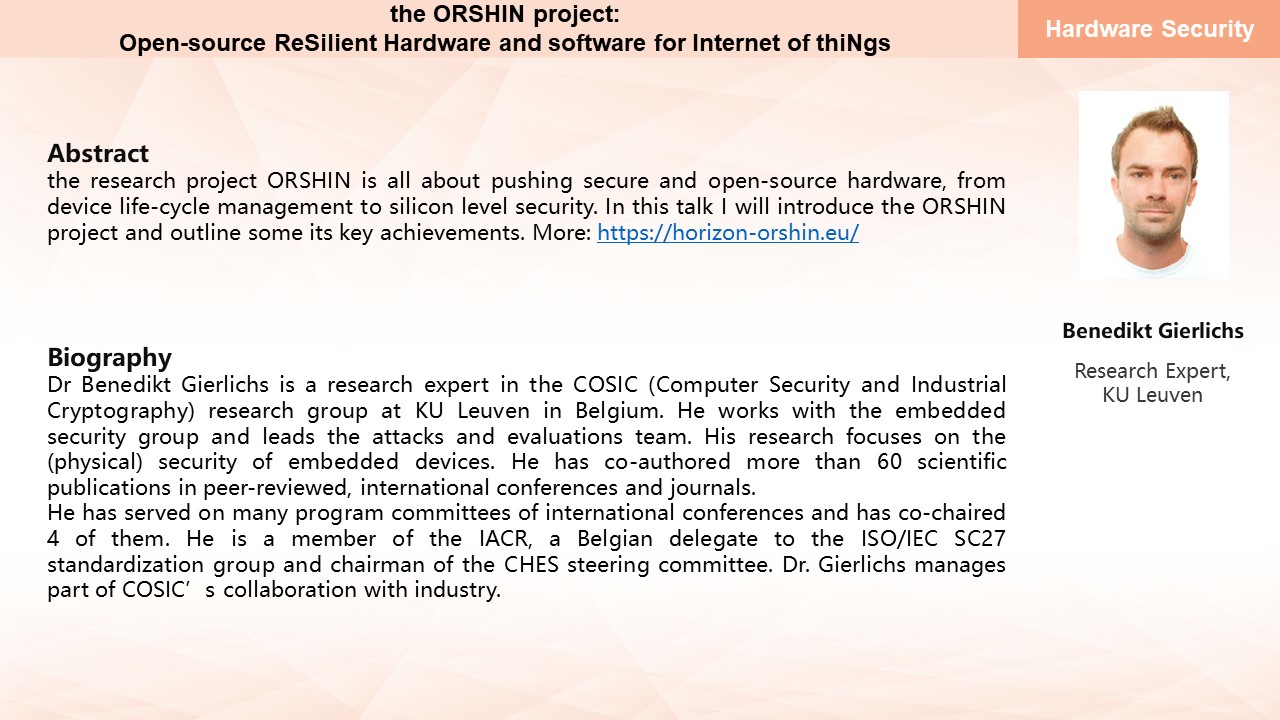 the ORSHIN project:
Open-source ReSilient Hardware and software for Internet of thiNgs
Hardware Security
Abstract
the research project ORSHIN is all about pushing secure and open-source hardware, from
device life-cycle management to silicon level security. In this talk I will introduce the ORSHIN
project and outline some its key achievements. More: https://horizon-orshin.eu/
Biography
Dr Benedikt Gierlichs is a research expert in the COSIC (Computer Security and Industrial
Cryptography) research group at KU Leuven in Belgium. He works with the embedded
security group and leads the attacks and evaluations team. His research focuses on the
(physical) security of embedded devices. He has co-authored more than 60 scientific
publications in peer-reviewed, international conferences and journals.
He has served on many program committees of international conferences and has co-chaired
4 of them. He is a member of the IACR, a Belgian delegate to the ISO/IEC SC27
standardization group and chairman of the CHES steering committee. Dr. Gierlichs manages
part of COSIC’s collaboration with industry.
Benedikt Gierlichs
Research Expert,
KU Leuven